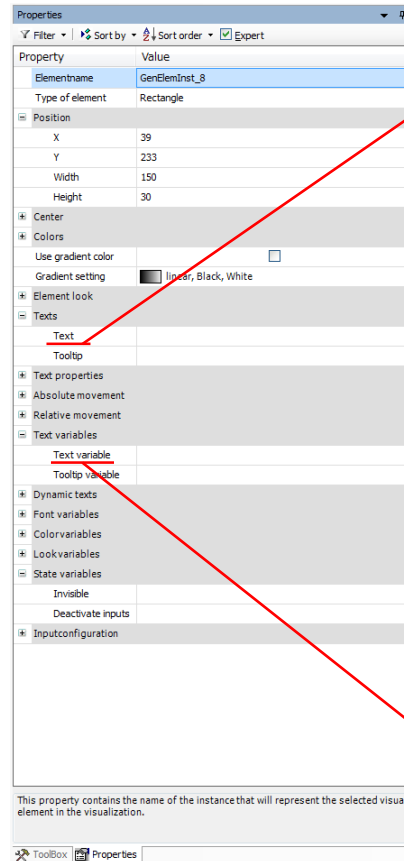 Properties
Filter Sort by Sort order Expert
Property Value
Elementname GenElemInst_8
Type of element Rectangle
Position
X 39
Y 233
Width 150
Height 30
Center
Colors
Use gradient color
Gradient setting linear, Black, White
Element look
Texts
Text
Tooltip
Text properties
Absolute movement
Relative movement
Text variables
Text variable
Tooltip variable
Dynamic texts
Font variables
Colorvariables
Lookvariables
State variables
Invisible
Deactivate inputs
Inputconfiguration
This property contains the name of the instance that will represent the selected visua
element in the visualization.
ToolBox Properties